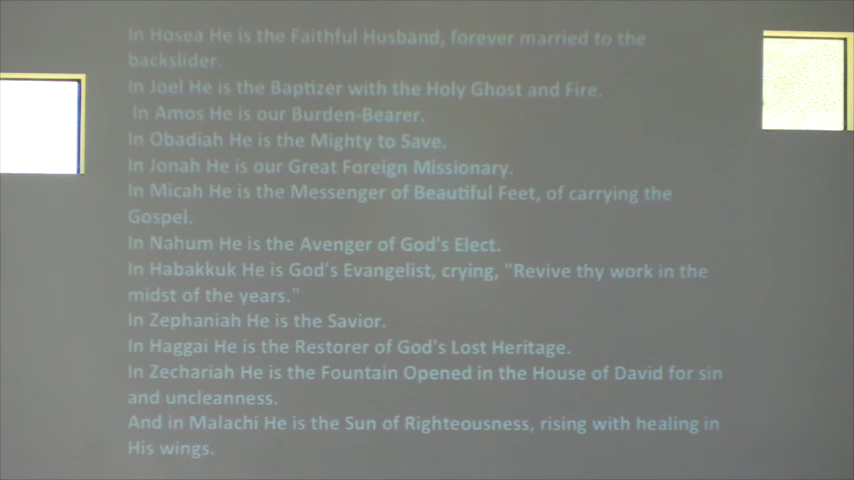 In Hosea He is the Faithful Husband, forever married to the
backslider.
In Joel He is the Baptizer with the Holy Ghost and Fire.
In Amos He is our Burden-Bearer.
In Obadiah He is the Mighty to Save.
In Jonah He is our Great Foreign Missionary.
In Micah He is the Messenger of Beautiful Feet, of carrying the
Gospel.
In Nahum He is the Avenger of God's Elect.
In Habakkuk He is God's Evangelist, crying, "Revive thy work in the
midst of the years."
In Zephaniah He is the Savior.
In Haggai He is the Restorer of God's Lost Heritage.
In Zechariah He is the Fountain Opened in the House of David for sin
and uncleanness.
And in Malachi He is the Sun of Righteousness, rising with healing in
His wings.